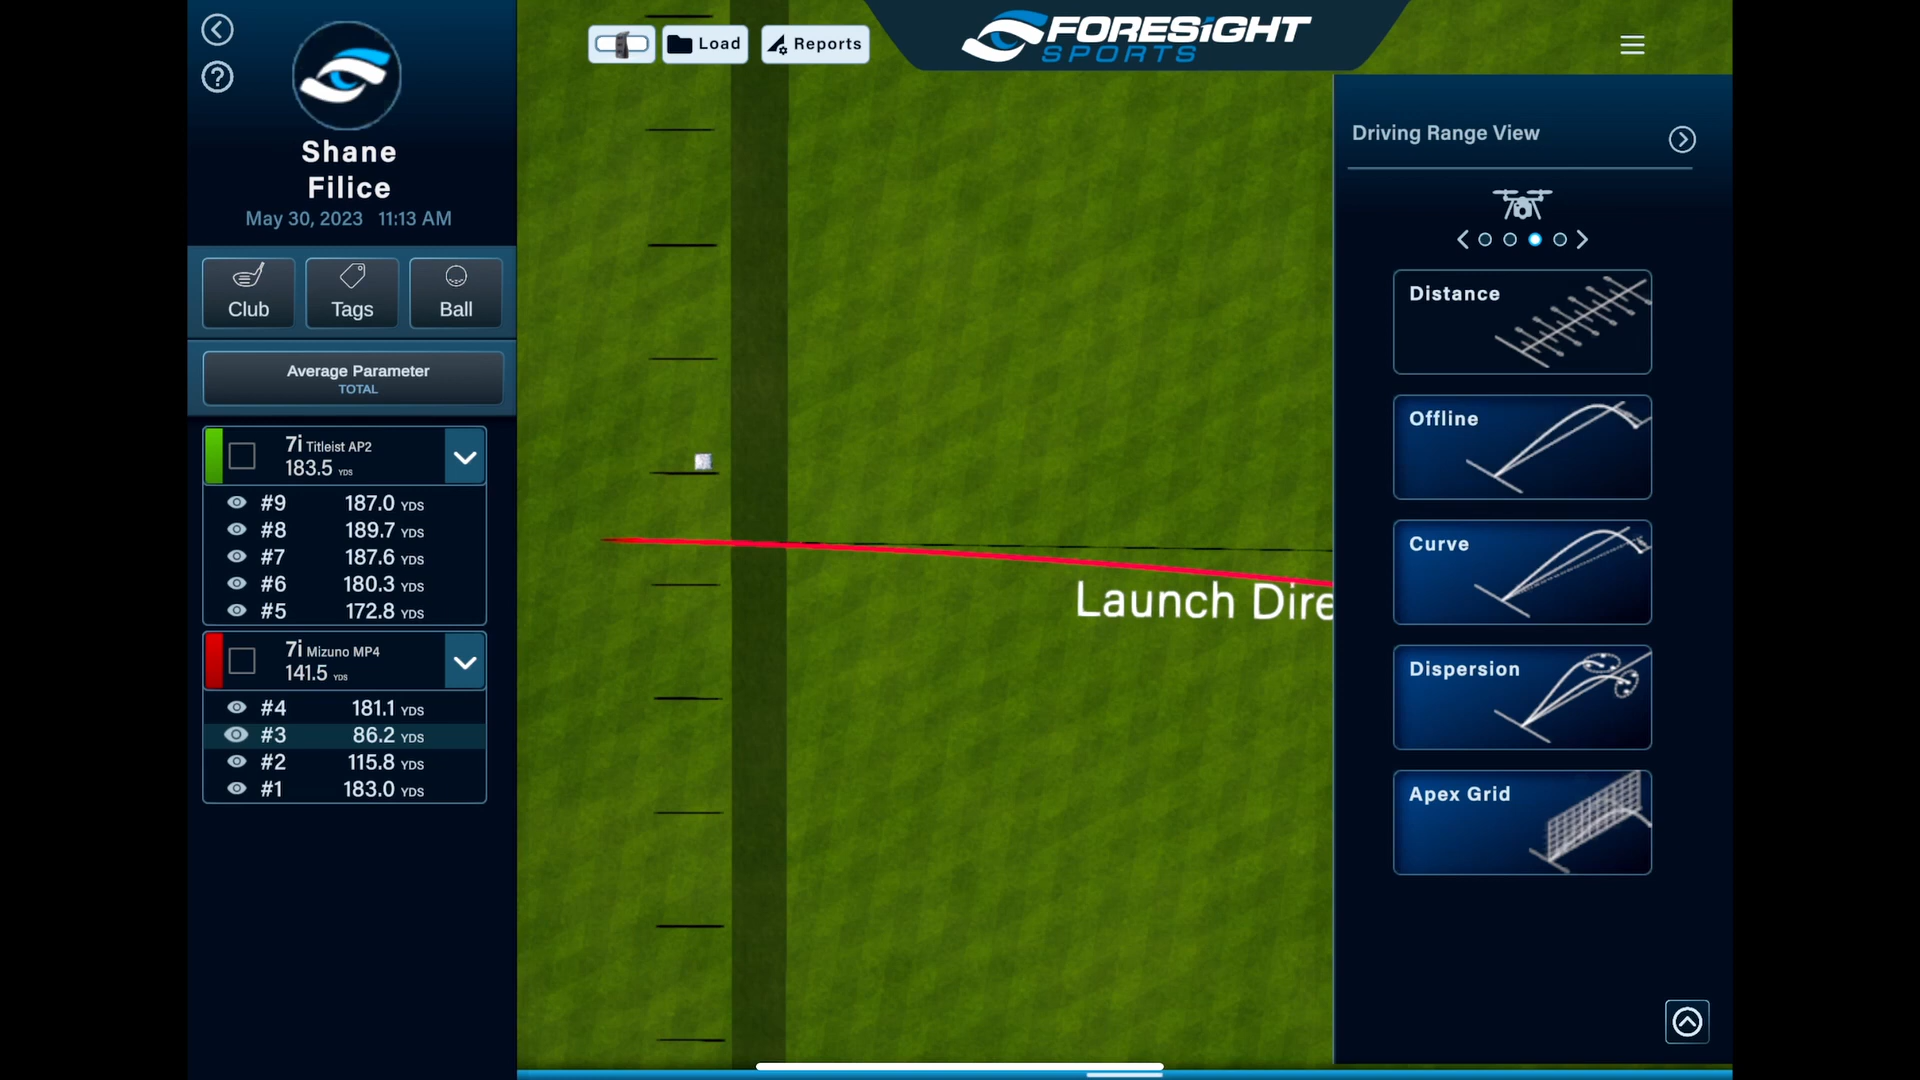 Shane
Filice
May 30, 2023 11:13 AM
Club
Tags
Ball
Average Parameter
TOTAL
7i Titleist AP2
183.5 YDS
#9 187.0 YDS
#8 189.7 YDS
#7 187.6 YDS
#6 180.3 YDS
#5 172.8 YDS
7i Mizuno MP4
141.5 YDS
#4 181.1 YDS
#3 86.2 YDS
#2 115.8 YDS
#1 183.0 YDS
Load
Reports
FORESiGHT
SPORTS
Launch Dire
Driving Range View
Distance
Offline
Curve
Dispersion
Apex Grid